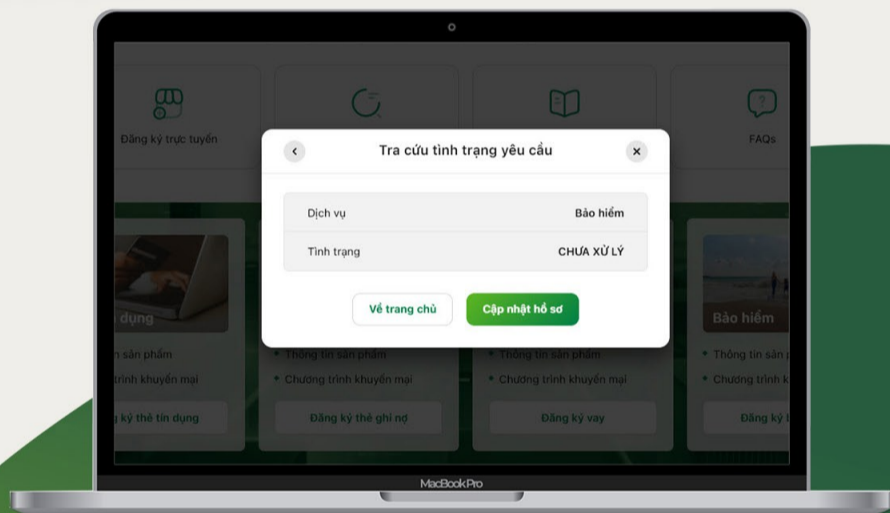 Đăng ký trực tuyến
FAQs
Tra cứu tình trạng yêu cầu
Dịch vụ Bảo hiểm
Tình trạng CHƯA XỬ LÝ
Về trang chủ
Cập nhật hồ sơ
dụng
Bảo hiểm
sản phẩm
Thông tin sản phẩm
Thông tin sản phẩm
Thông tin sản
trình khuyến mại
Chương trình khuyến mại
Chương trình khuyến mại
Chương trình
ký thẻ tín dụng
Đăng ký thẻ ghi nợ
Đăng ký vay
Đăng ký
MacBook Pro